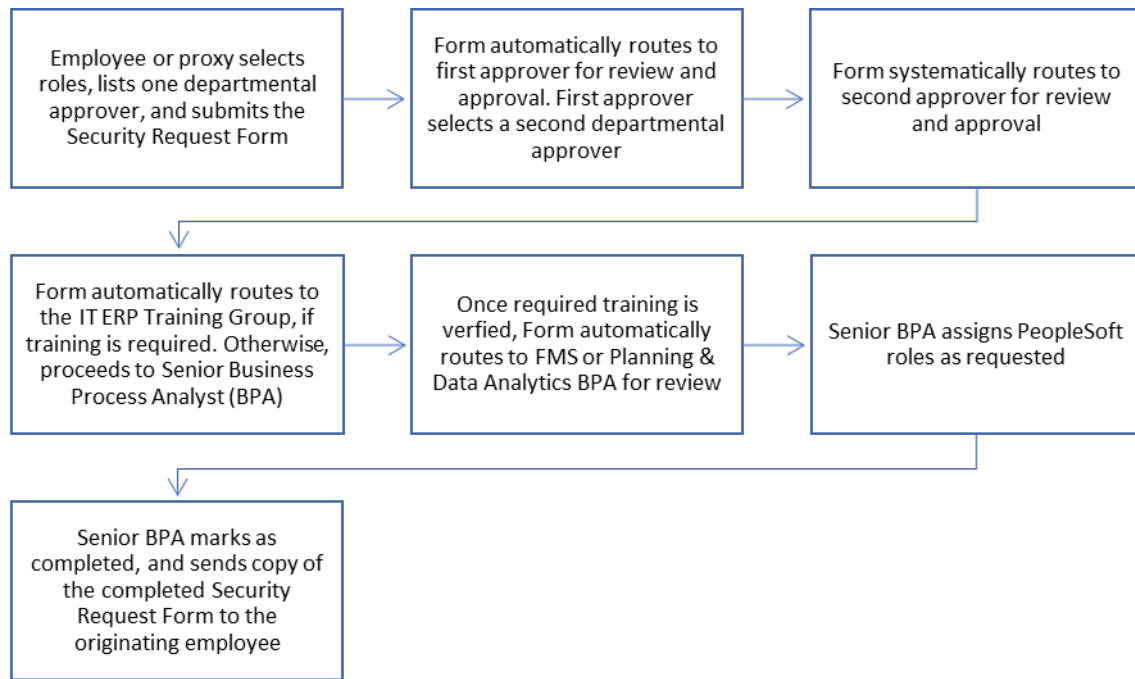 Employee or proxy selects
roles, lists one departmental
approver, and submits the
Security Request Form
Form automatically routes to
first approver for review and
approval. First approver
selects a second departmental
approver
Form systematically routes to
second approver for review
and approval
Form automatically routes to
the IT ERP Training Group, if
training is required. Otherwise,
proceeds to Senior Business
Process Analyst (BPA)
Once required training is
verfied, Form automatically
routes to FMS or Planning &
Data Analytics BPA for review
Senior BPA assigns PeopleSoft
roles as requested
Senior BPA marks as
completed, and sends copy of
the completed Security
Request Form to the
originating employee